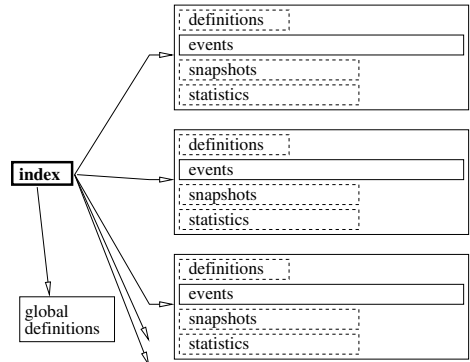 definitions
events
snapshots
statistics
index
definitions
events
snapshots
statistics
definitions
events
snapshots
statistics
global
definitions